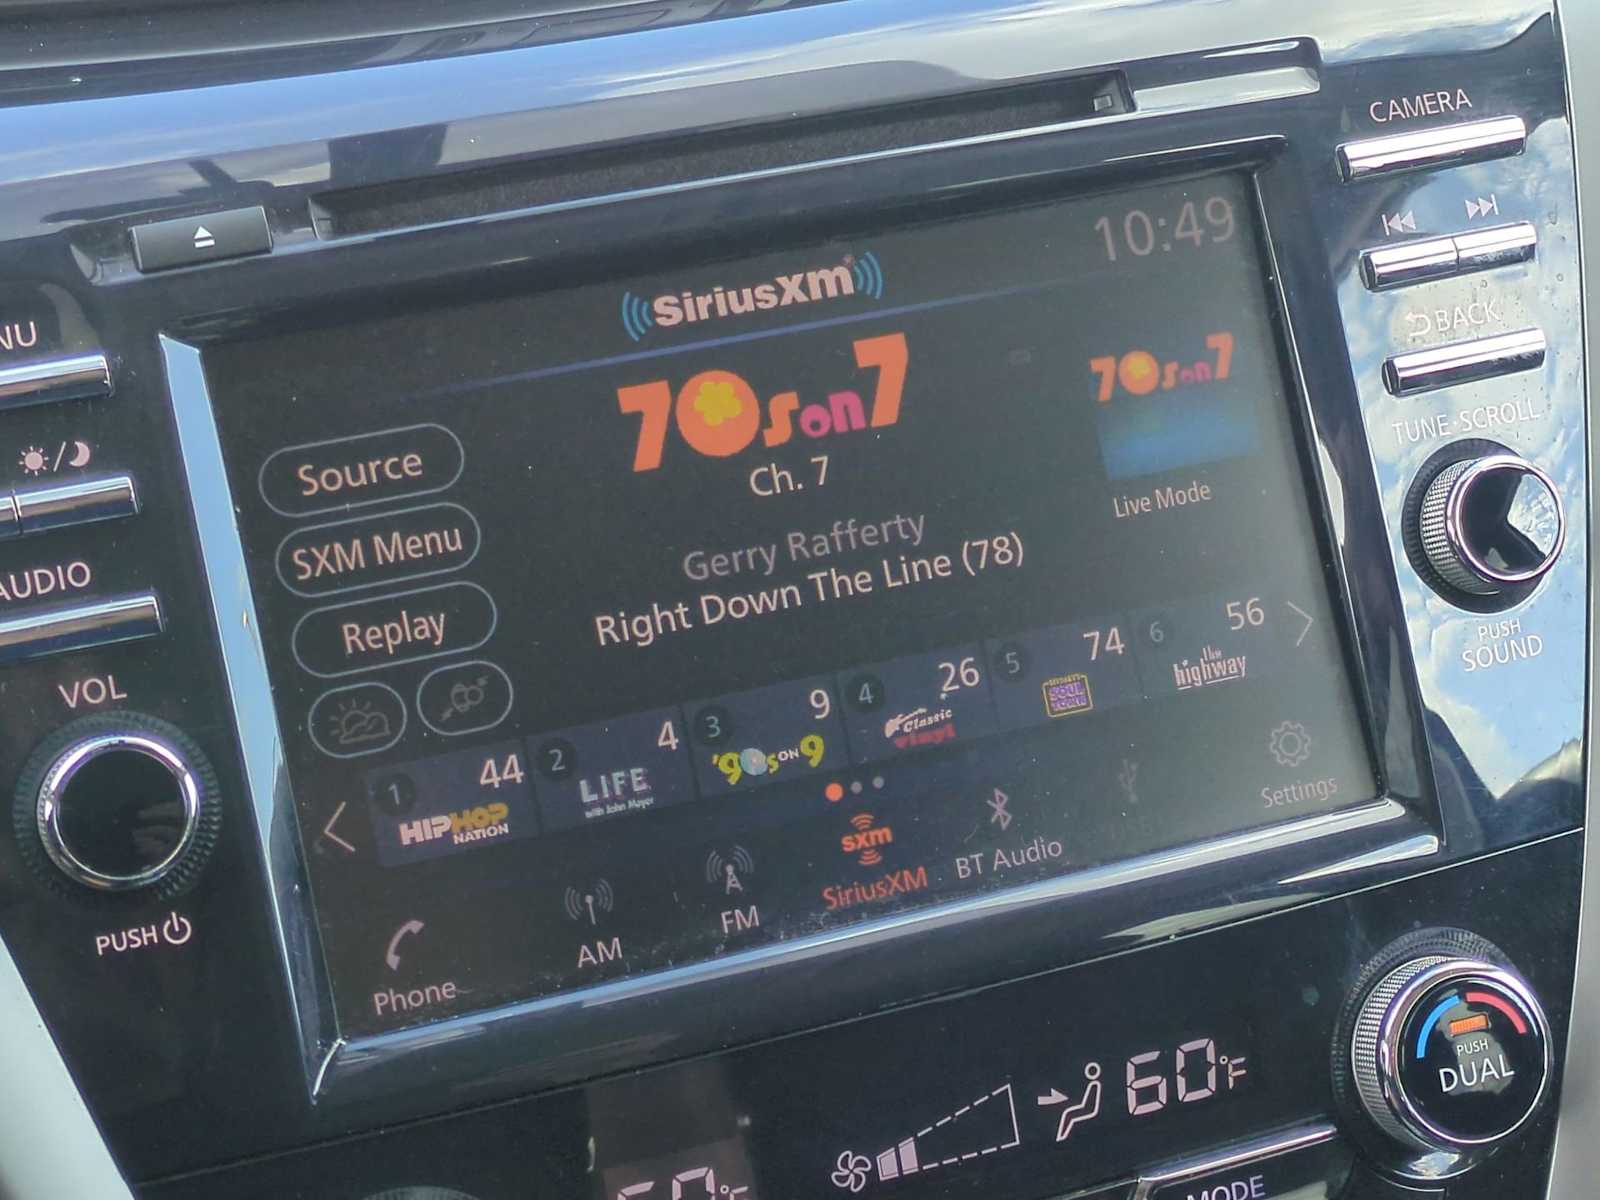 CAMERA
10:49
SiriusXM
NU
70s on 7
70s on 7
BACK
Source
Ch. 7
TUNE·SCROLL
Live Mode
SXM Menu
Gerry Rafferty
AUDIO
Right Down The Line (78)
Replay
PUSH
SOUND
VOL
1 44
HIPHOP
NATION
2 4
LIFE
with John Mayer
3 9
'90s ON 9
4 26
Classic
vinyl
5 74
SOUL
TOWN
6 56
the
highway
Settings
PUSH
Phone
AM
FM
sxm
SiriusXM
BT Audio
60°F
PUSH
DUAL
60°F
MODE